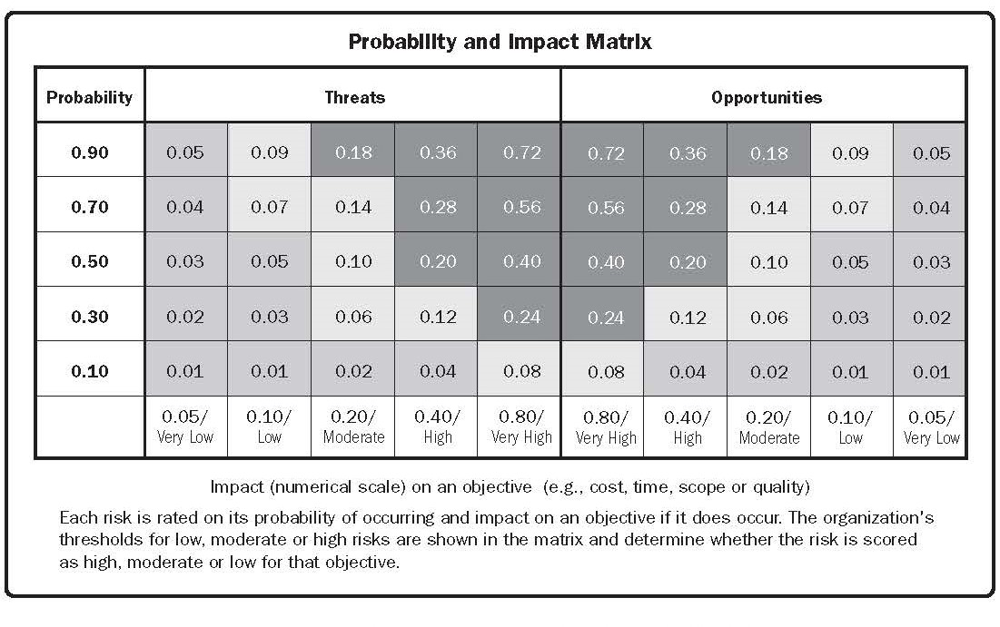 Probability and Impact Matrix
Probability Threats Opportunities
0.90 0.05 0.09 0.18 0.36 0.72 0.72 0.36 0.18 0.09 0.05
0.70 0.04 0.07 0.14 0.28 0.56 0.56 0.28 0.14 0.07 0.04
0.50 0.03 0.05 0.10 0.20 0.40 0.40 0.20 0.10 0.05 0.03
0.30 0.02 0.03 0.06 0.12 0.24 0.24 0.12 0.06 0.03 0.02
0.10 0.01 0.01 0.02 0.04 0.08 0.08 0.04 0.02 0.01 0.01
0.05/ 0.10/ 0.20/ 0.40/ 0.80/ 0.80/ 0.40/ 0.20/ 0.10/ 0.05/
Very Low Low Moderate High Very High Very High High Moderate Low Very Low
Impact (numerical scale) on an objective (e.g., cost, time, scope or quality)
Each risk is rated on its probability of occurring and impact on an objective if it does occur. The organization's
thresholds for low, moderate or high risks are shown in the matrix and determine whether the risk is scored
as high, moderate or low for that objective.